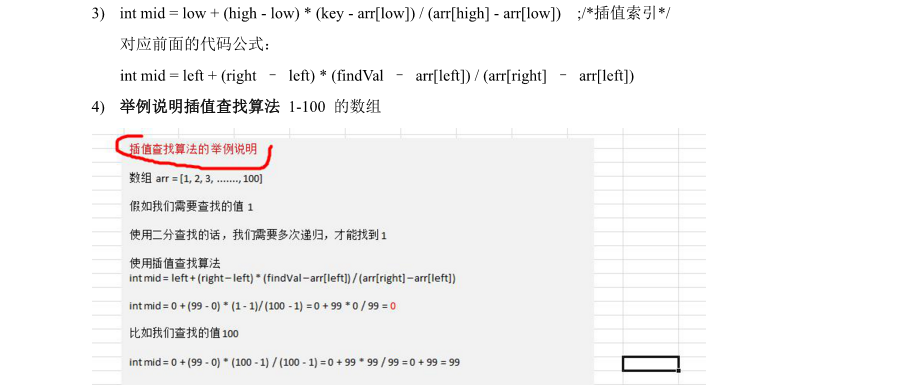 3) int mid = low + (high - low) * (key - arr[low]) / (arr[high] - arr[low]) ;/*插值索引*/
对应前面的代码公式：
int mid = left + (right – left) * (findVal – arr[left]) / (arr[right] – arr[left])
4) 举例说明插值查找算法 1-100 的数组
插值查找算法的举例说明
数组 arr = [1, 2, 3, ......., 100]
假如我们需要查找的值 1
使用二分查找的话，我们需要多次递归，才能找到 1
使用插值查找算法
int mid = left + (right – left) * (findVal – arr[left]) / (arr[right] – arr[left])
int mid = 0 + (99 - 0) * (1 - 1)/ (100 - 1) = 0 + 99 * 0 / 99 = 0
比如我们查找的值 100
int mid = 0 + (99 - 0) * (100 - 1) / (100 - 1) = 0 + 99 * 99 / 99 = 0 + 99 = 99